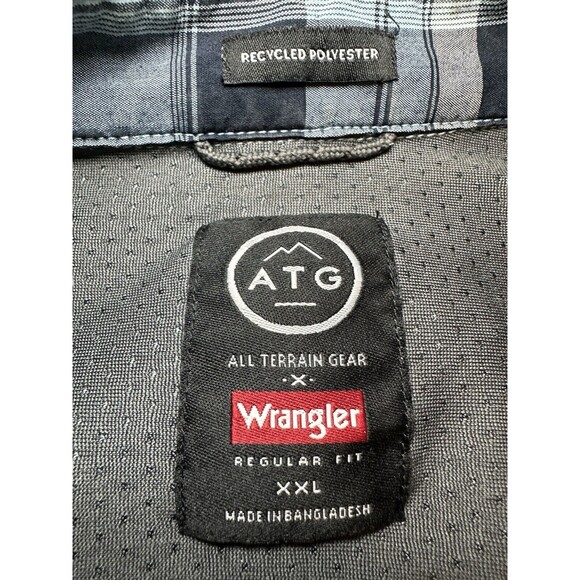 RECYCLED POLYESTER
ATG
ALL TERRAIN GEAR
-X-
Wrangler
REGULAR FIT
XXL
MADE IN BANGLADESH